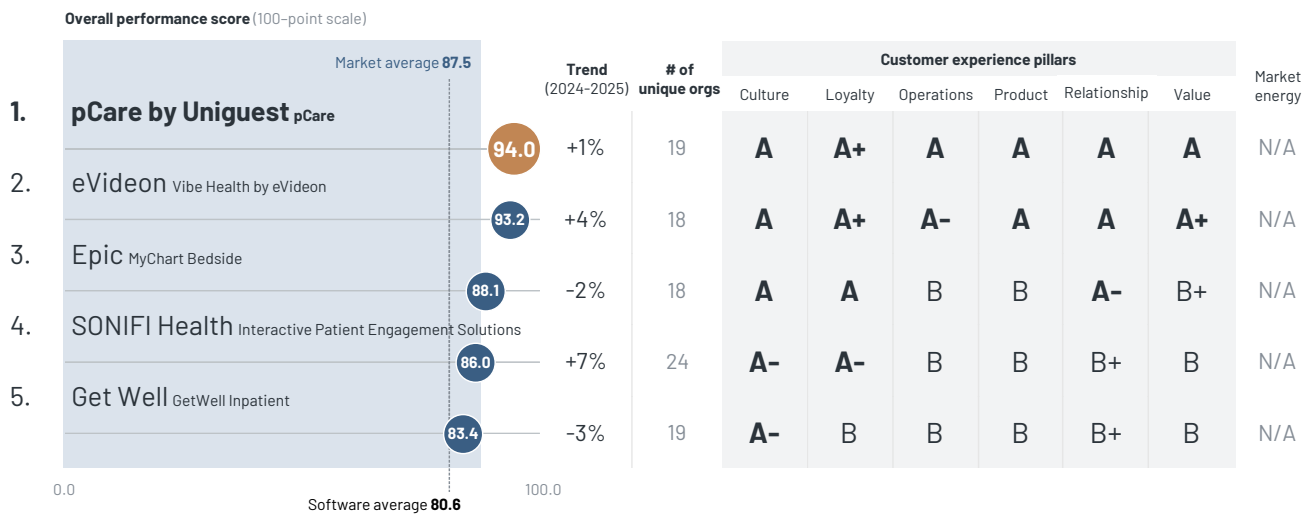 Overall performance score (100–point scale)
Market average 87.5
Trend
(2024-2025)
# of
unique orgs
Customer experience pillars
Culture Loyalty Operations Product Relationship Value
Market
energy
1. pCare by Uniguest pCare
94.0 +1% 19 A A+ A A A A N/A
2. eVideon Vibe Health by eVideon
93.2 +4% 18 A A+ A– A A A+ N/A
3. Epic MyChart Bedside
88.1 -2% 18 A A B B A– B+ N/A
4. SONIFI Health Interactive Patient Engagement Solutions
86.0 +7% 24 A– A– B B B+ B N/A
5. Get Well GetWell Inpatient
83.4 -3% 19 A– B B B B+ B N/A
0.0 100.0
Software average 80.6